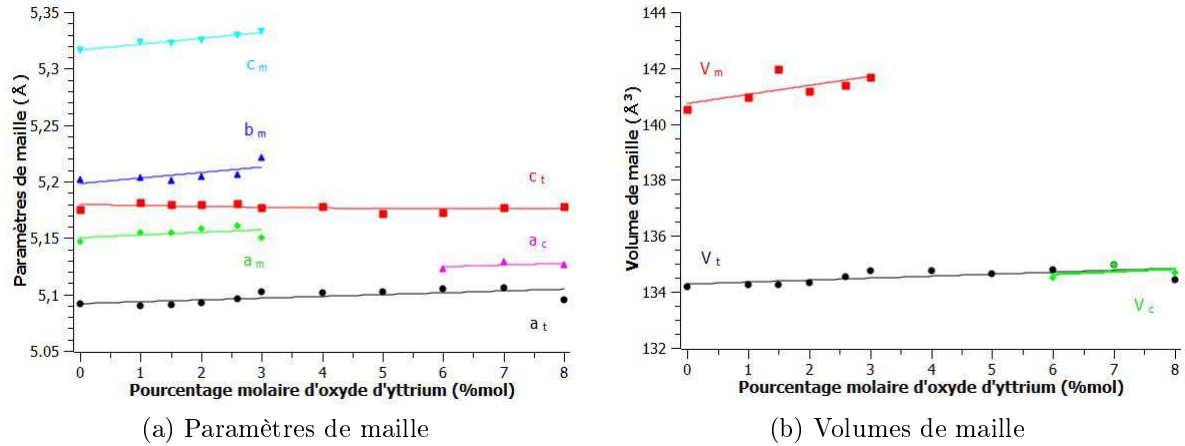 5,35
5,3
5,25
5,2
5,15
5,1
5.05
Paramètres de maille (Å)
c m
b m
c t
a c
a m
a t
0 1 2 3 4 5 6 7 8
Pourcentage molaire d'oxyde d'yttrium (%mol)
(a) Paramètres de maille
144
142
140
138
136
134
132
Volume de maille (Å³)
V m
V t
V c
0 1 2 3 4 5 6 7 8
Pourcentage molaire d'oxyde d'yttrium (%mol)
(b) Volumes de maille